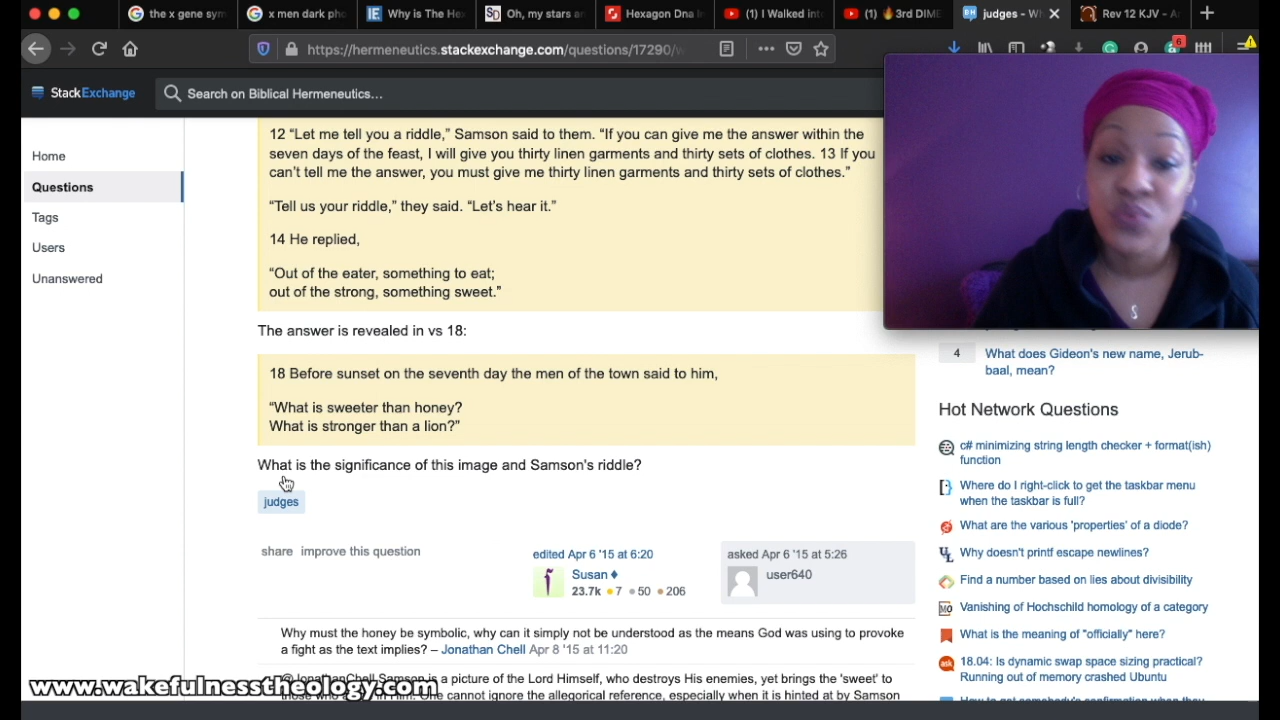 the x gene sym
x men dark pho
Why is The Hex
Oh, my stars an
Hexagon Dna In
(1) I Walked into
(1) 🔥3rd DIME
judges - Wh
Rev 12 KJV - A
https://hermeneutics.stackexchange.com/questions/17290/w
6
StackExchange
Search on Biblical Hermeneutics…
Home
Questions
Tags
Users
Unanswered
12 “Let me tell you a riddle,” Samson said to them. “If you can give me the answer within the
seven days of the feast, I will give you thirty linen garments and thirty sets of clothes. 13 If you
can’t tell me the answer, you must give me thirty linen garments and thirty sets of clothes.”
“Tell us your riddle,” they said. “Let’s hear it.”
14 He replied,
“Out of the eater, something to eat;
out of the strong, something sweet.”
The answer is revealed in vs 18:
18 Before sunset on the seventh day the men of the town said to him,
“What is sweeter than honey?
What is stronger than a lion?”
What is the significance of this image and Samson's riddle?
judges
share improve this question
edited Apr 6 '15 at 6:20
Susan ♦
23.7k 7 50 206
asked Apr 6 '15 at 5:26
user640
Why must the honey be symbolic, why can it simply not be understood as the means God was using to provoke
a fight as the text implies? – Jonathan Chell Apr 8 '15 at 11:20
@JonathanChell Samson is a picture of the Lord Himself, who destroys His enemies, yet brings the 'sweet' to
those who are in Him. One cannot ignore the allegorical reference, especially when it is hinted at by Samson
4
What does Gideon's new name, Jerub-
baal, mean?
Hot Network Questions
c# minimizing string length checker + format(ish)
function
Where do I right-click to get the taskbar menu
when the taskbar is full?
What are the various 'properties' of a diode?
Why doesn't printf escape newlines?
Find a number based on lies about divisibility
Vanishing of Hochschild homology of a category
What is the meaning of "officially" here?
18.04: Is dynamic swap space sizing practical?
Running out of memory crashed Ubuntu
www.wakefulnesstheology.com